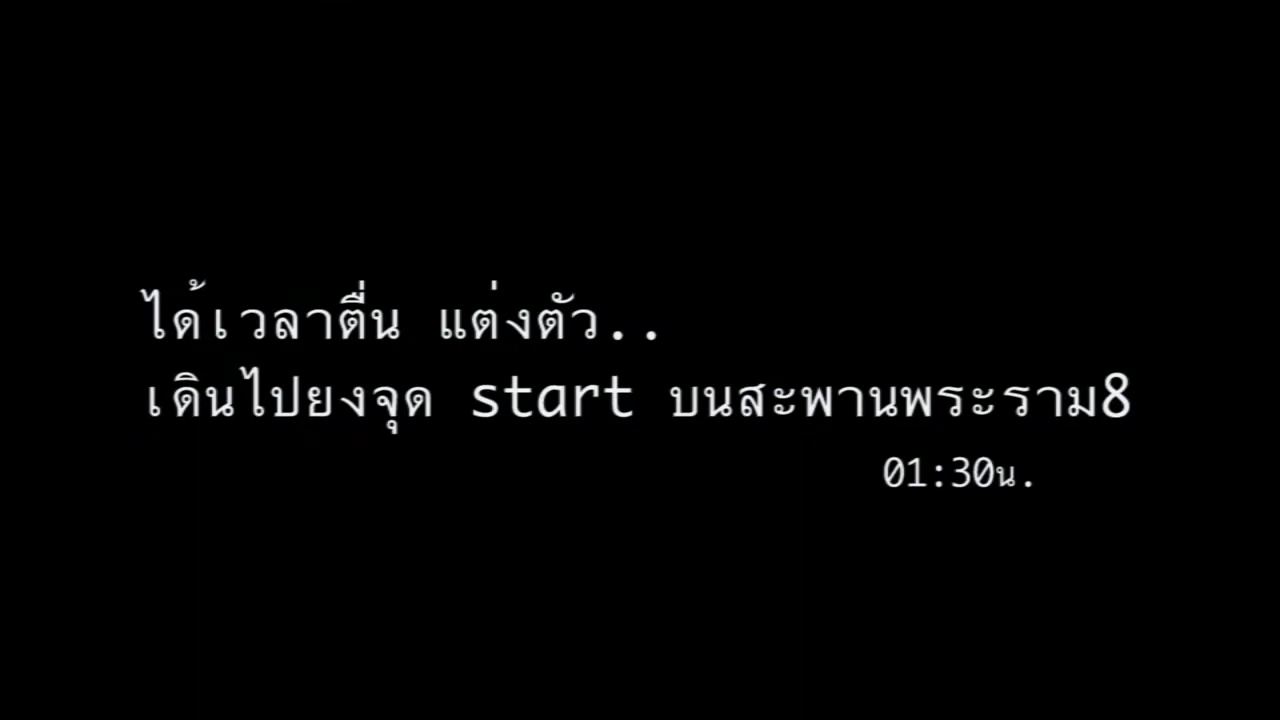 ได้เวลาตื่น แต่งตัว..
เดินไปยงจุด start บนสะพานพระราม8
01:30น.